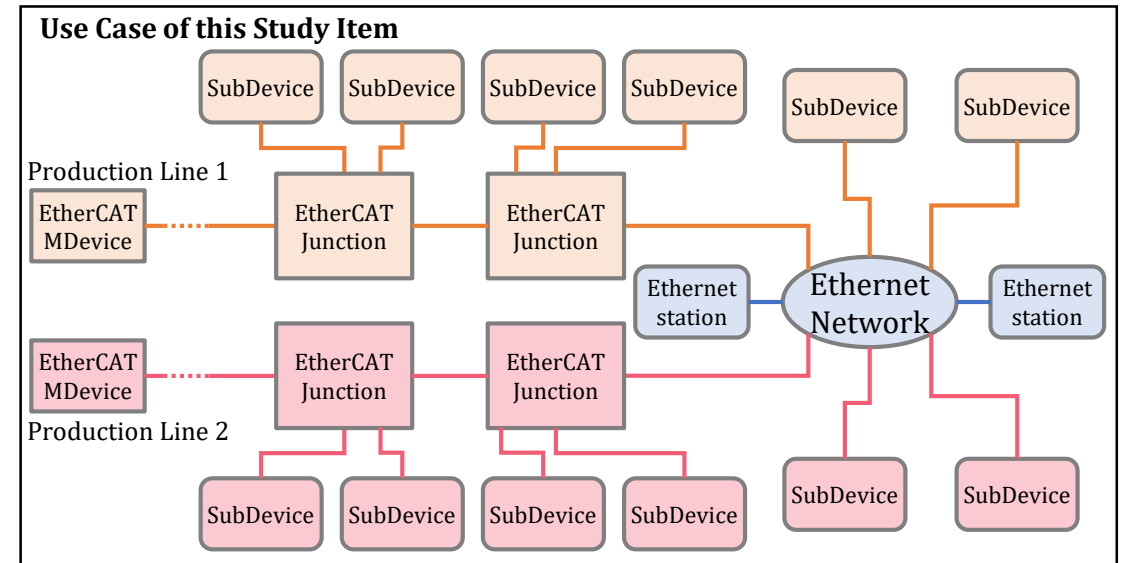 Use Case of this Study Item
SubDevice
SubDevice
SubDevice
SubDevice
SubDevice
SubDevice
Production Line 1
EtherCAT
MDevice
EtherCAT
Junction
EtherCAT
Junction
Ethernet
station
Ethernet
Network
Ethernet
station
EtherCAT
MDevice
EtherCAT
Junction
EtherCAT
Junction
Production Line 2
SubDevice
SubDevice
SubDevice
SubDevice
SubDevice
SubDevice